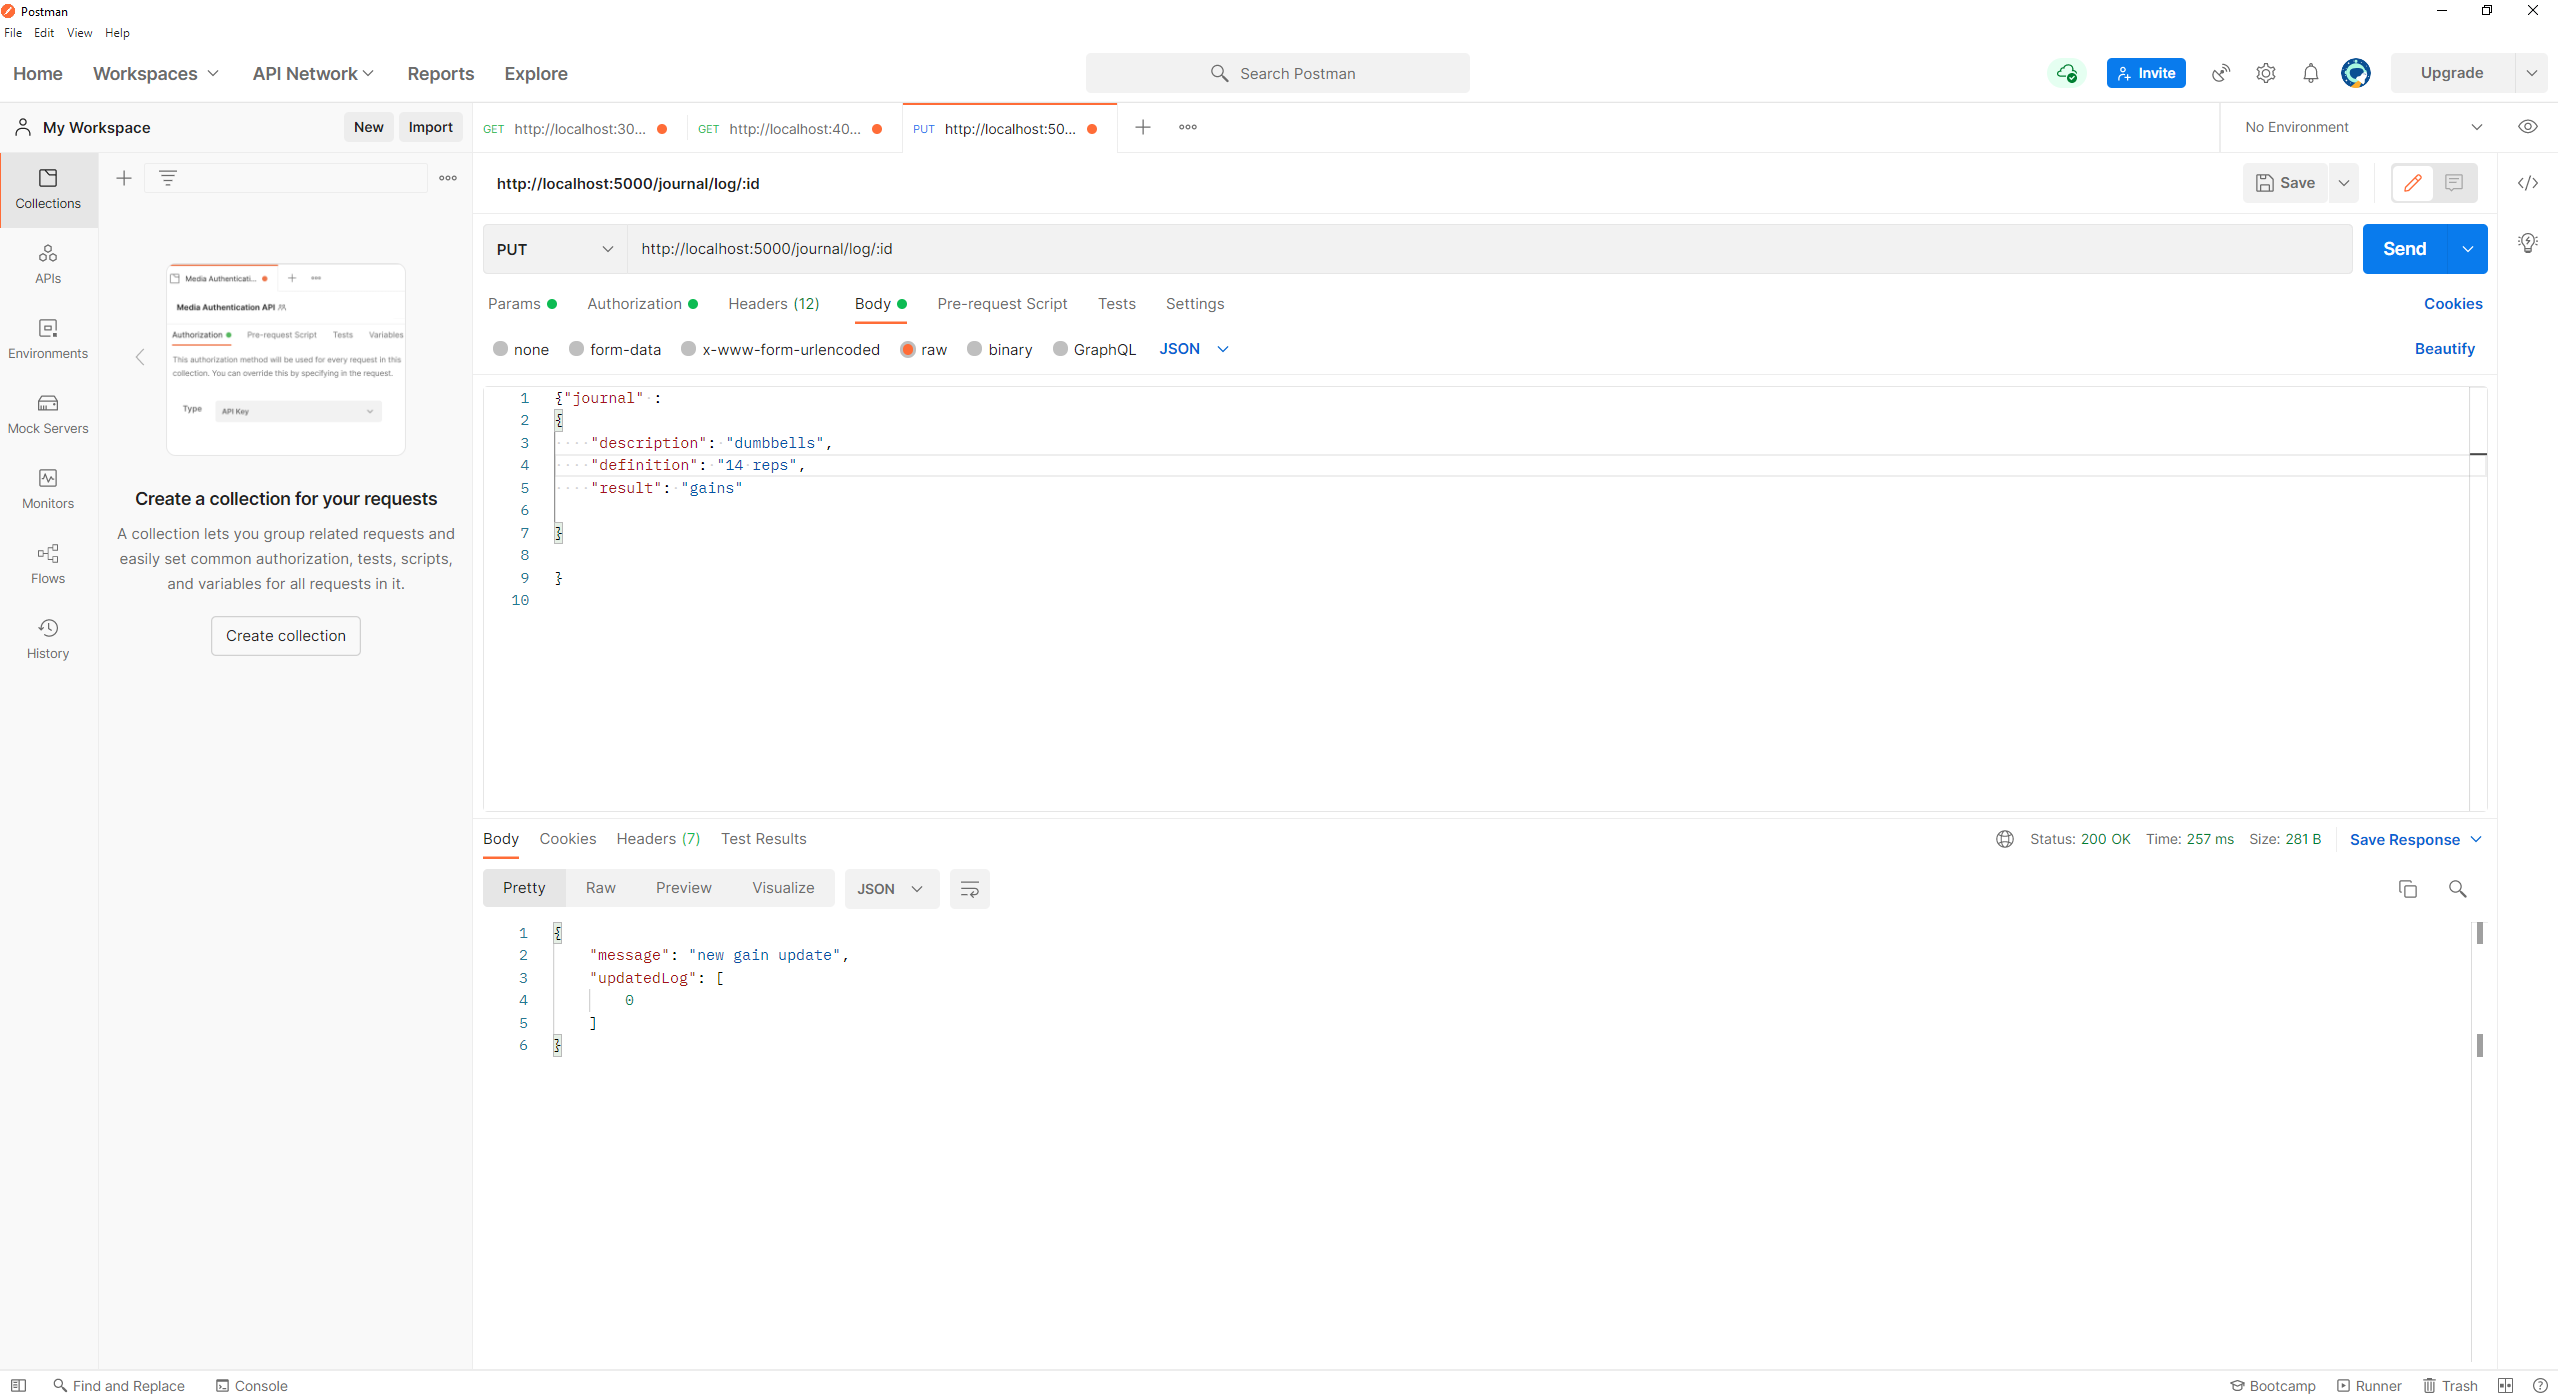 Postman
File Edit View Help
Home Workspaces API Network Reports Explore Search Postman Invite Upgrade
My Workspace New Import GET http://localhost:30... GET http://localhost:40... PUT http://localhost:50... No Environment
http://localhost:5000/journal/log/:id Save
Collections
APIs
Environments
Mock Servers
Monitors
Flows
History
Media Authenticati...
Media Authentication API
Authorization Pre-request Script Tests Variables
This authorization method will be used for every request in this
collection. You can override this by specifying in the request.
Type API Key
Create a collection for your requests
A collection lets you group related requests and
easily set common authorization, tests, scripts,
and variables for all requests in it.
Create collection
PUT http://localhost:5000/journal/log/:id Send
Params Authorization Headers (12) Body Pre-request Script Tests Settings Cookies
none form-data x-www-form-urlencoded raw binary GraphQL JSON Beautify
1 {"journal" :
2 {
3 "description": "dumbbells",
4 "definition": "14 reps",
5 "result": "gains"
6
7 }
8
9 }
10
Body Cookies Headers (7) Test Results Status: 200 OK Time: 257 ms Size: 281 B Save Response
Pretty Raw Preview Visualize JSON
1 {
2 "message": "new gain update",
3 "updatedLog": [
4 0
5 ]
6 }
Find and Replace Console Bootcamp Runner Trash